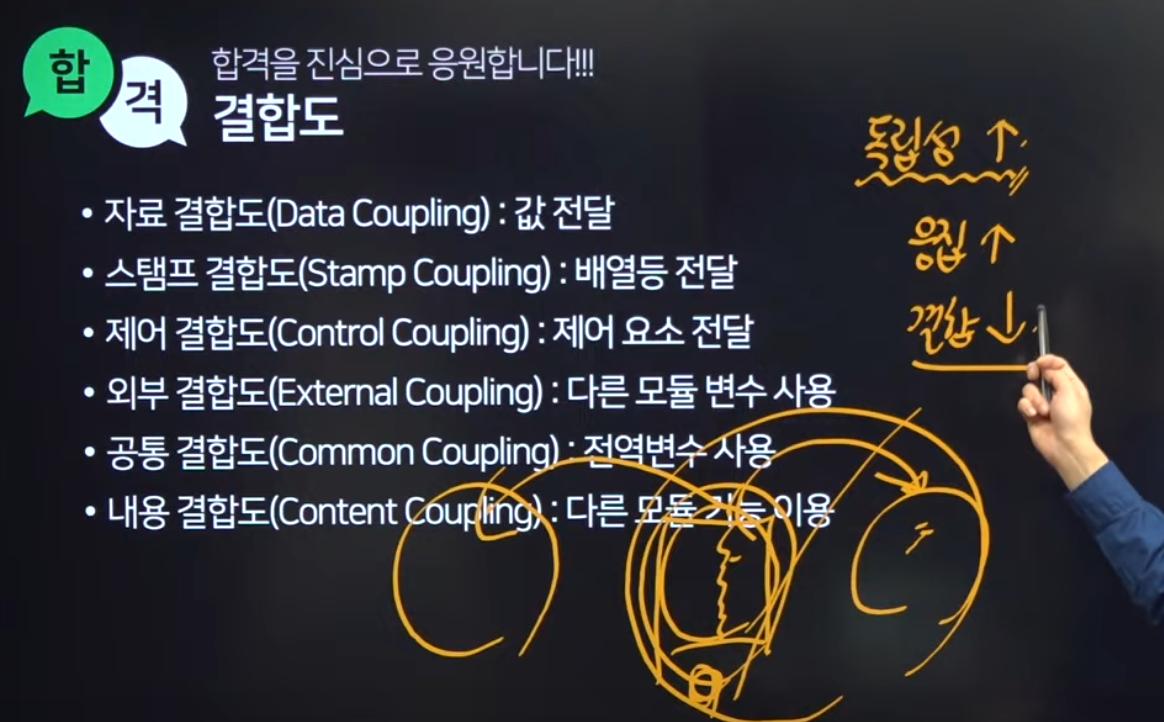 합격
합격을 진심으로 응원합니다!!!
결합도
• 자료 결합도(Data Coupling) : 값 전달
• 스탬프 결합도(Stamp Coupling) : 배열등 전달
• 제어 결합도(Control Coupling) : 제어 요소 전달
• 외부 결합도(External Coupling) : 다른 모듈 변수 사용
• 공통 결합도(Common Coupling) : 전역변수 사용
• 내용 결합도(Content Coupling) : 다른 모듈 기능 이용
독립성 ↑
응집 ↑
결합 ↓